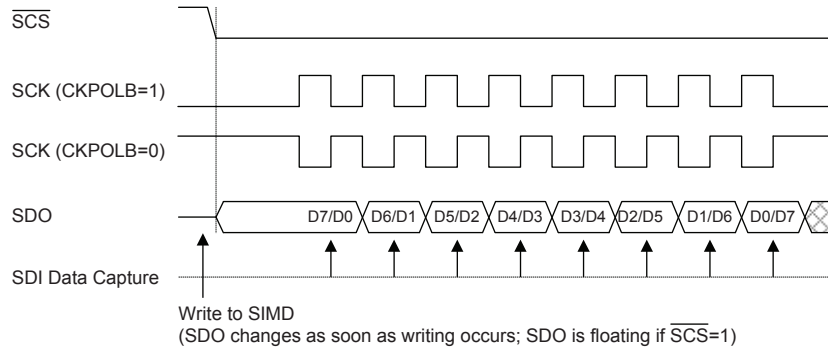 SCS
SCK (CKPOLB=1)
SCK (CKPOLB=0)
SDO D7/D0 D6/D1 D5/D2 D4/D3 D3/D4 D2/D5 D1/D6 D0/D7
SDI Data Capture
Write to SIMD
(SDO changes as soon as writing occurs; SDO is floating if SCS=1)